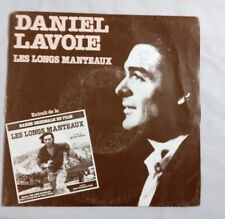 DANIEL
LAVOIE
LES LONGS MANTEAUX
Extrait de la
BANDE ORIGINALE DU FILM
LES LONGS MANTEAUX